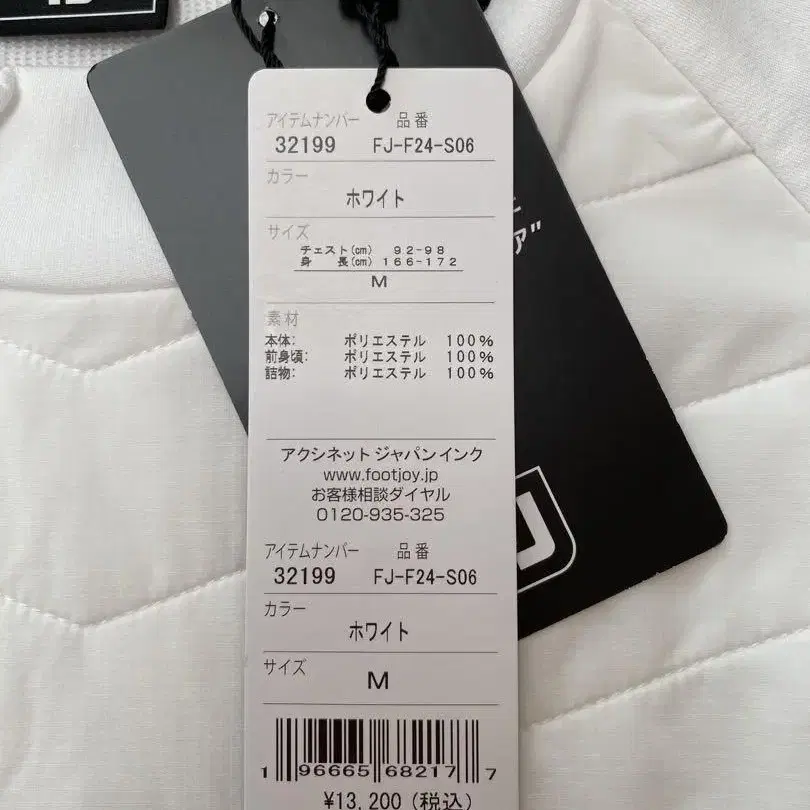 アイテムナンバー 品番
32199 FJ-F24-S06
カラー
ホワイト
サイズ
チェスト(cm) 92-98
身 長(cm) 166-172
M
素材
本体: ポリエステル 100%
前身頃: ポリエステル 100%
詰物: ポリエステル 100%
アクシネット ジャパン インク
www.footjoy.jp
お客様相談ダイヤル
0120-935-325
アイテムナンバー 品番
32199 FJ-F24-S06
カラー
ホワイト
サイズ
M
1 96665 68217 7
¥13,200 (税込)